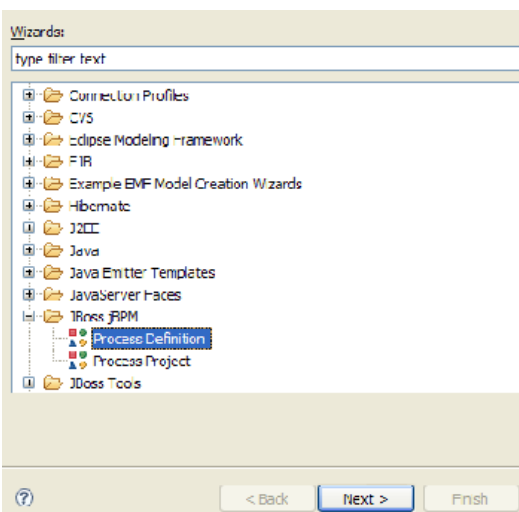 Wizards:
type filter text
Connection Profiles
CVS
Eclipse Modeling Framework
EJB
Example EMF Model Creation Wizards
Hibernate
J2EE
Java
Java Emitter Templates
JavaServer Faces
JBoss jBPM
Process Definition
Process Project
JBoss Tools
?
< Back
Next >
Finish